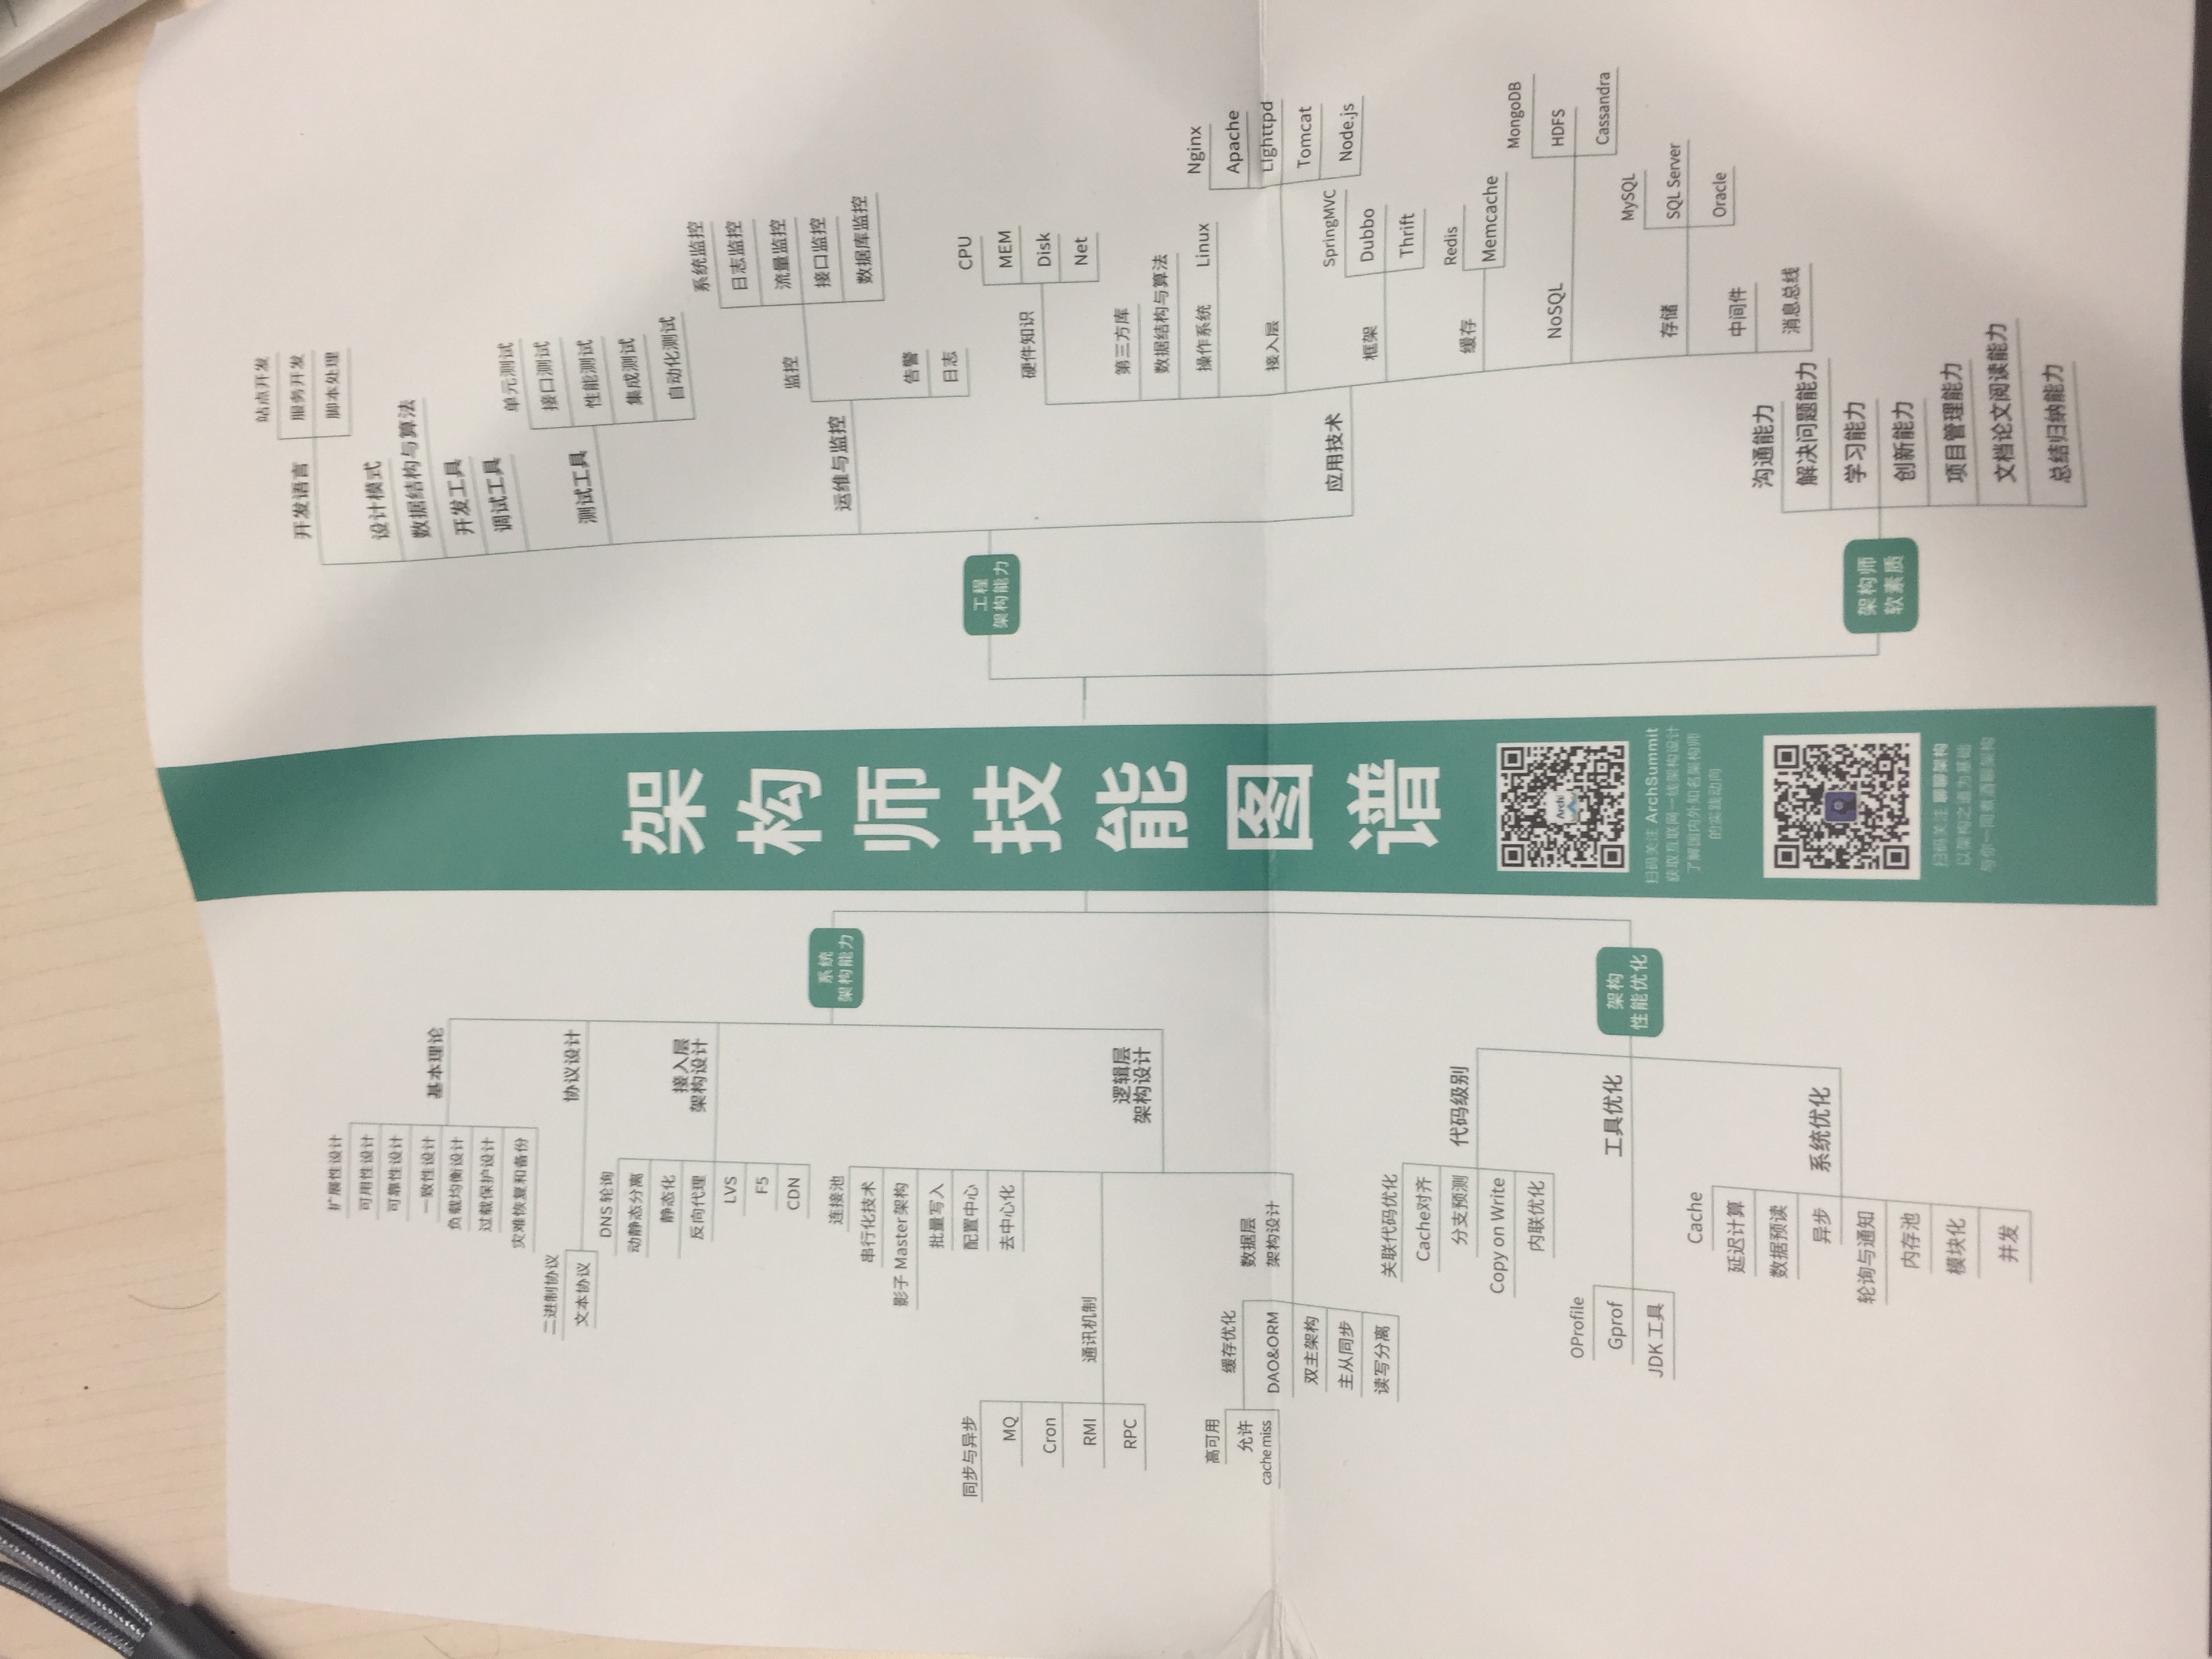 扩展性设计
可用性设计
可靠性设计
一致性设计
负载均衡设计
过载保护设计
灾难恢复和备份
基本理论
二进制协议
文本协议
协议设计
DNS 轮询
动静态分离
静态化
反向代理
LVS
F5
CDN
接入层
架构设计
系统
架构能力
连接池
串行化技术
影子 Master架构
批量写入
配置中心
去中心化
同步与异步
MQ
Cron
RMI
RPC
通讯机制
逻辑层
架构设计
高可用
允许
cache miss
缓存优化
DAO&ORM
双主架构
主从同步
读写分离
数据层
架构设计
关联代码优化
Cache对齐
分支预测
Copy on Write
内联优化
代码级别
OProfile
Gprof
JDK 工具
工具优化
架构
性能优化
Cache
延迟计算
数据预读
异步
轮询与通知
内存池
模块化
并发
系统优化
架构师技能图谱
Archi
扫码关注 ArchSummit
获取互联网一线架构设计
了解国内外知名架构师
的实践动向
扫码关注 聊聊架构
以架构之道为基础
与你一同煮酒聊架构
开发语言
站点开发
服务开发
脚本处理
设计模式
数据结构与算法
开发工具
调试工具
测试工具
单元测试
接口测试
性能测试
集成测试
自动化测试
运维与监控
监控
系统监控
日志监控
流量监控
接口监控
数据库监控
告警
日志
工程
架构能力
硬件知识
CPU
MEM
Disk
Net
第三方库
数据结构与算法
操作系统
Linux
接入层
Nginx
Apache
LIghttpd
Tomcat
Node.js
应用技术
框架
SpringMVC
Dubbo
Thrift
缓存
Redis
Memcache
NoSQL
MongoDB
HDFS
Cassandra
存储
MySQL
SQL Server
Oracle
中间件
消息总线
架构师
软素质
沟通能力
解决问题能力
学习能力
创新能力
项目管理能力
文档论文阅读能力
总结归纳能力